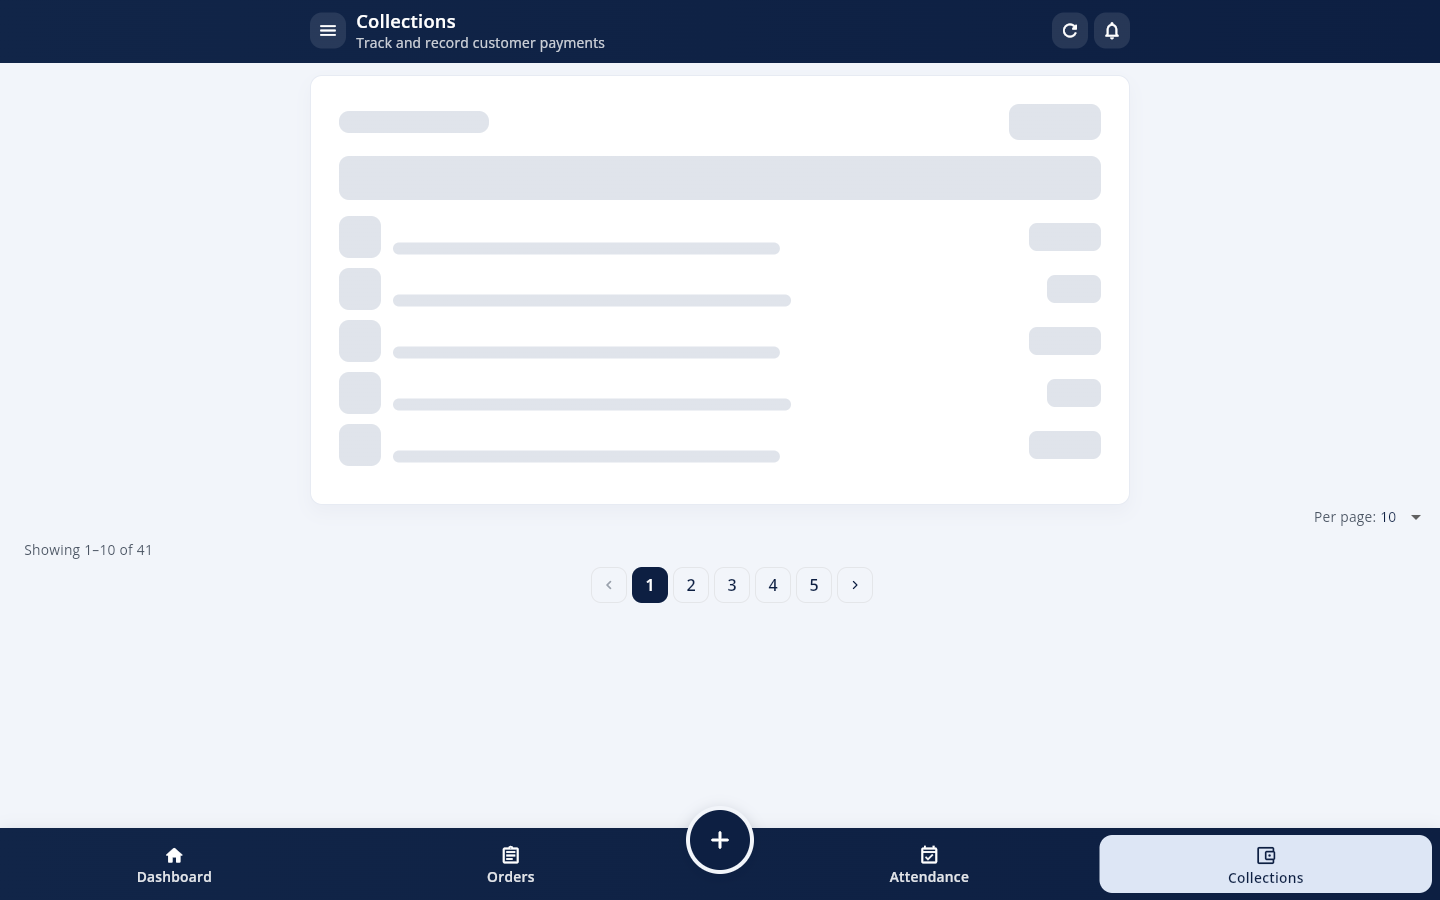 Collections
Track and record customer payments
Per page: 10
Showing 1–10 of 41
1 2 3 4 5
Dashboard
Orders
Attendance
Collections